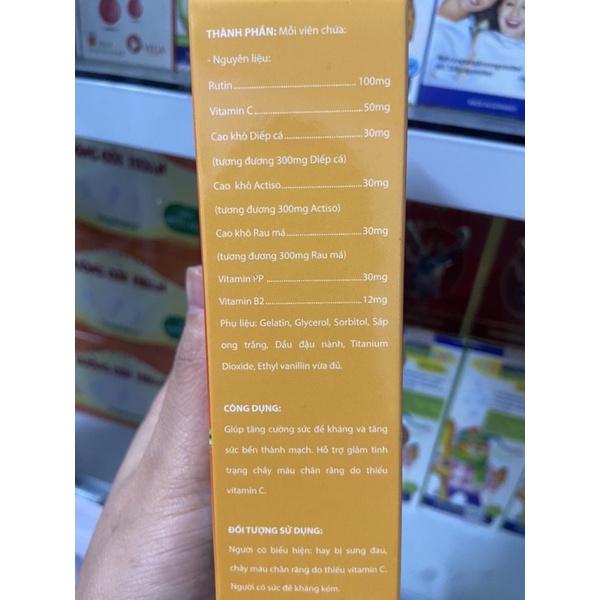 THÀNH PHẦN: Mỗi viên chứa:
- Nguyên liệu:
Rutin 100mg
Vitamin C 50mg
Cao khô Diếp cá 30mg
(tương đương 300mg Diếp cá)
Cao khô Actiso 30mg
(tương đương 300mg Actiso)
Cao khô Rau má 30mg
(tương đương 300mg Rau má)
Vitamin PP 30mg
Vitamin B2 12mg
Phụ liệu: Gelatin, Glycerol, Sorbitol, Sáp
ong trắng, Dầu đậu nành, Titanium
Dioxide, Ethyl vanillin vừa đủ.
CÔNG DỤNG:
Giúp tăng cường sức đề kháng và tăng
sức bền thành mạch. Hỗ trợ giảm tình
trạng chảy máu chân răng do thiếu
vitamin C.
ĐỐI TƯỢNG SỬ DỤNG:
Người có biểu hiện: hay bị sưng đau,
chảy máu chân răng do thiếu vitamin C.
Người có sức đề kháng kém.